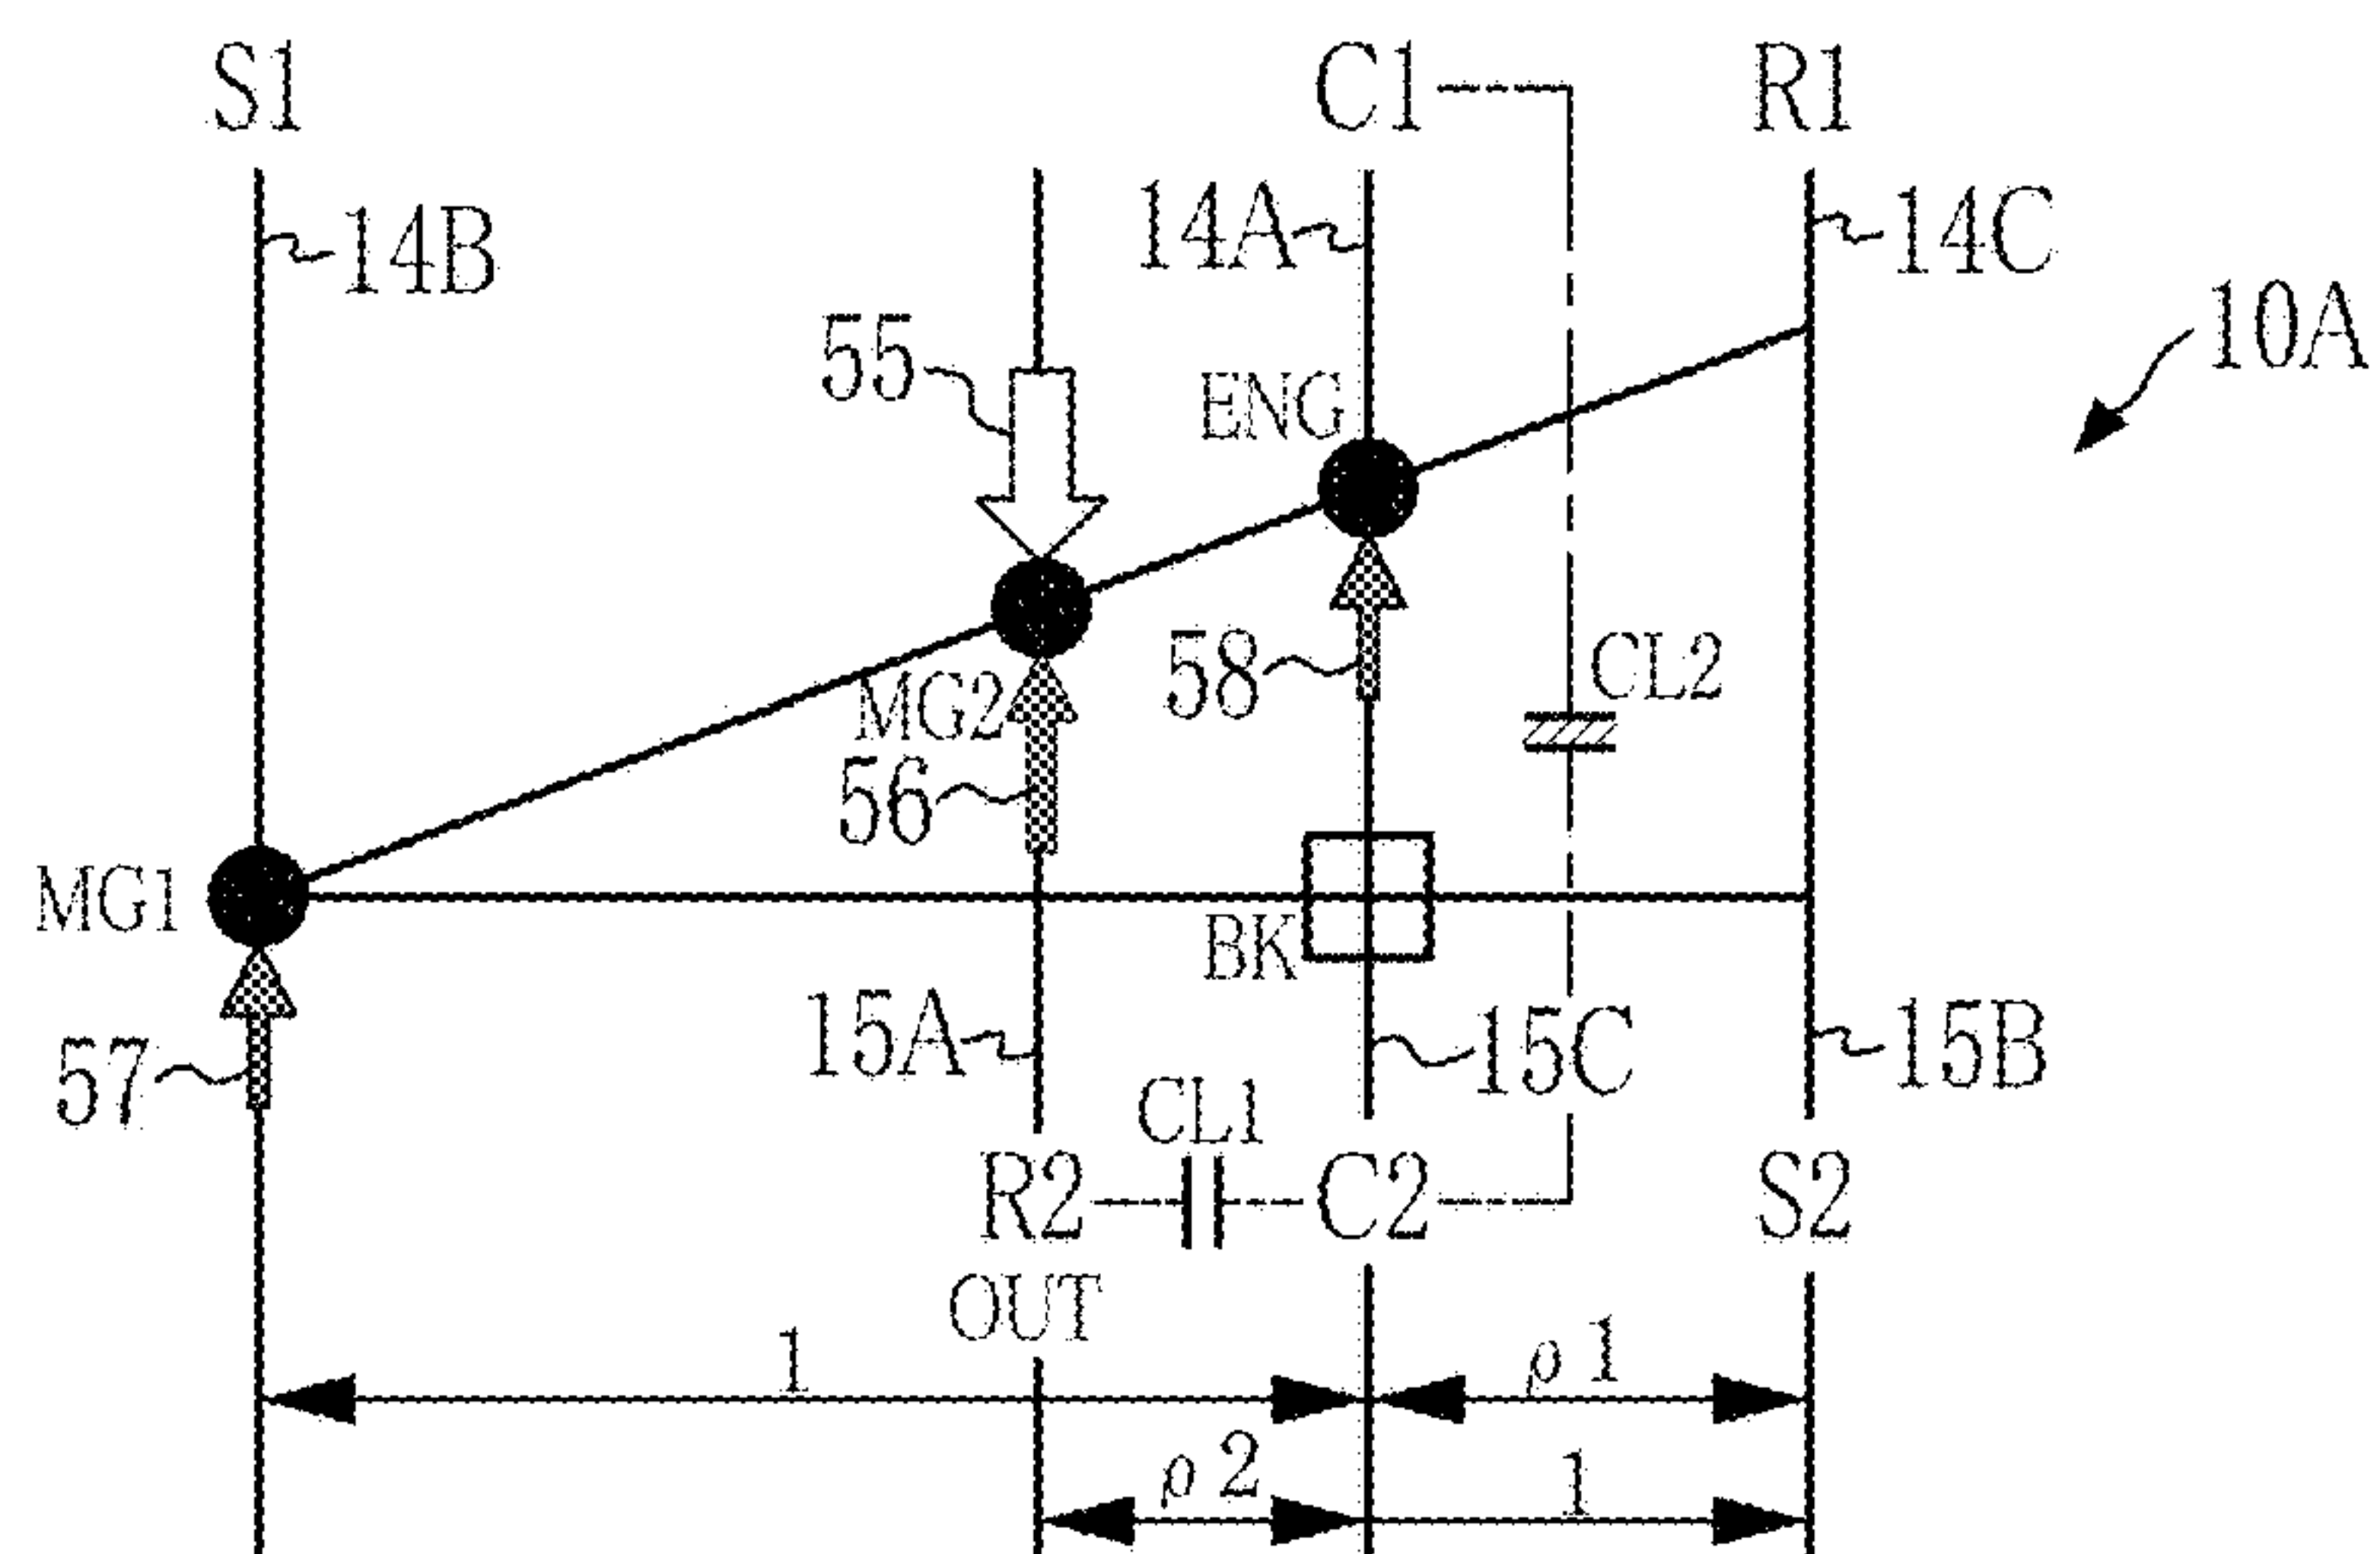 S1 C1 R1
14B 14A 14C
55 ENG 10A
MG2 58 CL2
56
MG1 BK
57 15A 15C 15B
CL1
R2 C2 S2
OUT
1 ρ1
ρ2 1